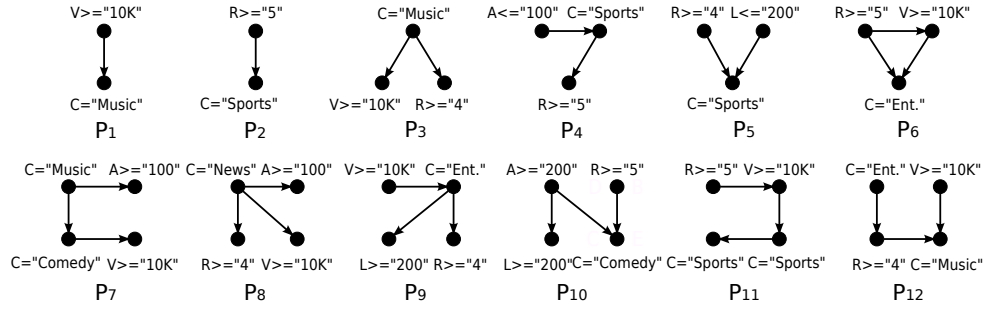 V>="10K" R>="5" C="Music" A<="100" C="Sports" R>="4" L<="200" R>="5" V>="10K"
C="Music" C="Sports" V>="10K" R>="4" R>="5" C="Sports" C="Ent."
P1 P2 P3 P4 P5 P6
C="Music" A>="100" C="News" A>="100" V>="10K" C="Ent." A>="200" R>="5" R>="5" V>="10K" C="Ent." V>="10K"
C="Comedy" V>="10K" R>="4" V>="10K" L>="200" R>="4" L>="200" C="Comedy" C="Sports" C="Sports" R>="4" C="Music"
P7 P8 P9 P10 P11 P12